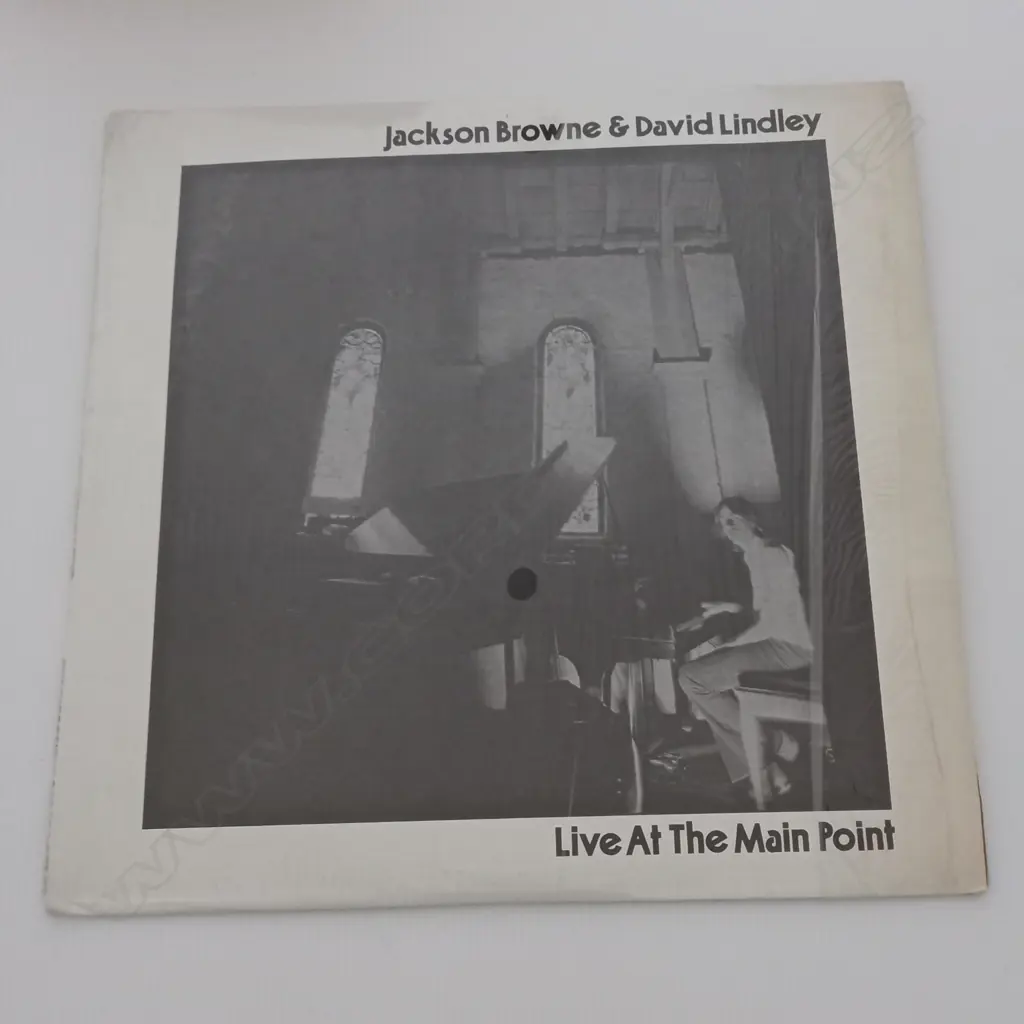 Jackson Browne & David Lindley
Live At The Main Point